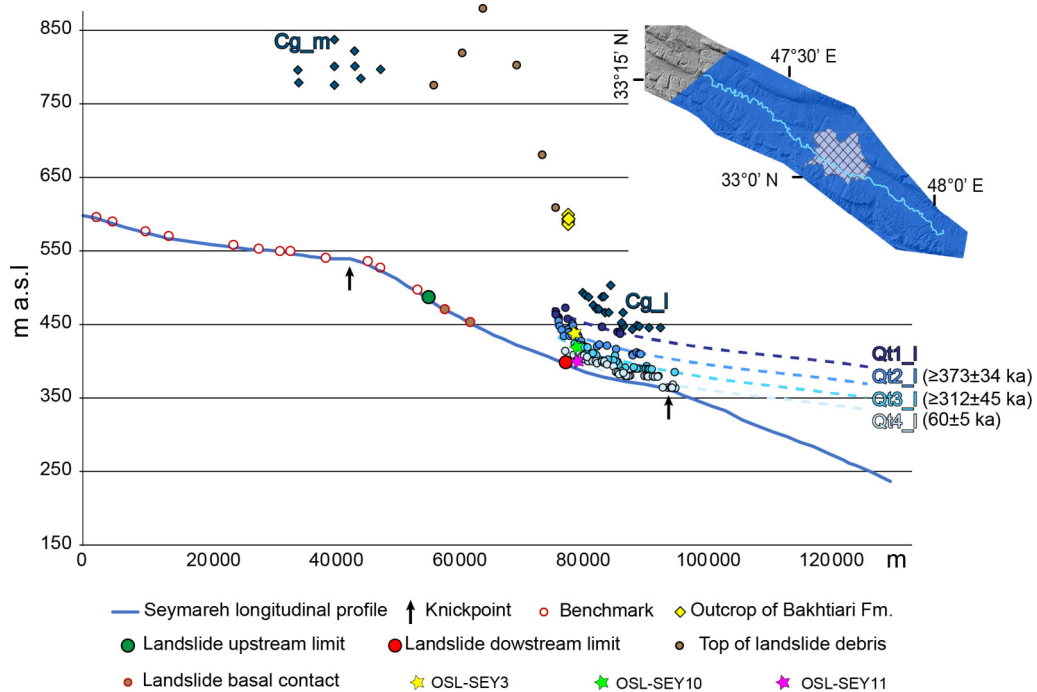 850
750
650
550
450
350
250
150
m a.s.l
Cg_m
33°15' N
47°30' E
33°0' N
48°0' E
Cg_l
Qt1_l
Qt2_l (≥373±34 ka)
Qt3_l (≥312±45 ka)
Qt4_l (60±5 ka)
0 20000 40000 60000 80000 100000 120000 m
Seymareh longitudinal profile Knickpoint Benchmark Outcrop of Bakhtiari Fm.
Landslide upstream limit Landslide dowstream limit Top of landslide debris
Landslide basal contact OSL-SEY3 OSL-SEY10 OSL-SEY11